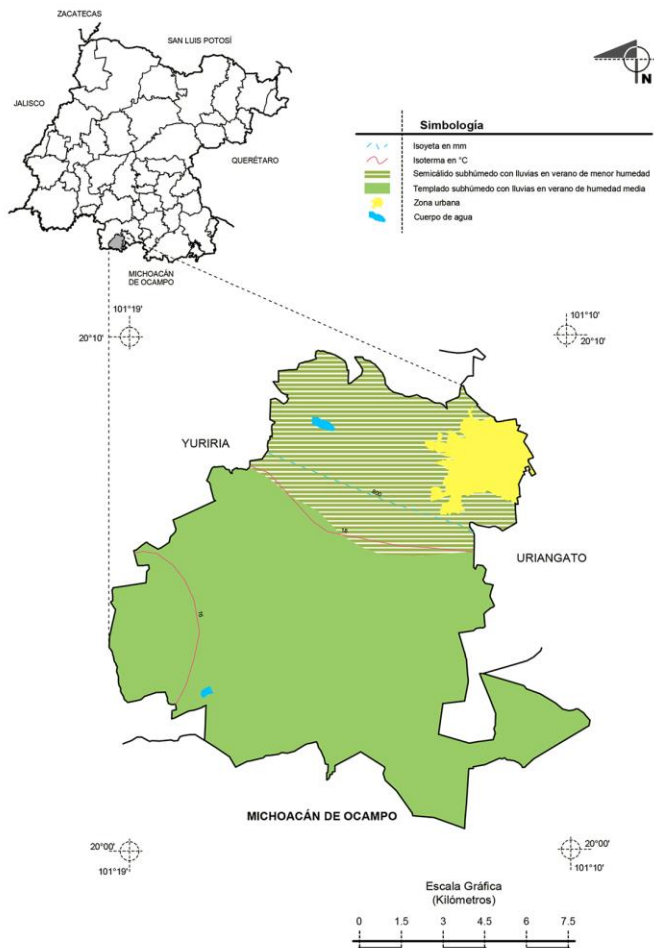 ZACATECAS
SAN LUIS POTOSÍ
JALISCO
QUERÉTARO
MICHOACÁN
DE OCAMPO
N
Simbología
Isoyeta en mm
Isoterma en °C
Semicálido subhúmedo con lluvias en verano de menor humedad
Templado subhúmedo con lluvias en verano de humedad media
Zona urbana
Cuerpo de agua
101°19'
20°10'
101°10'
20°10'
YURIRIA
800
18
URIANGATO
16
MICHOACÁN DE OCAMPO
20°00'
101°19'
20°00'
101°10'
Escala Gráfica
(Kilómetros)
0 1.5 3 4.5 6 7.5